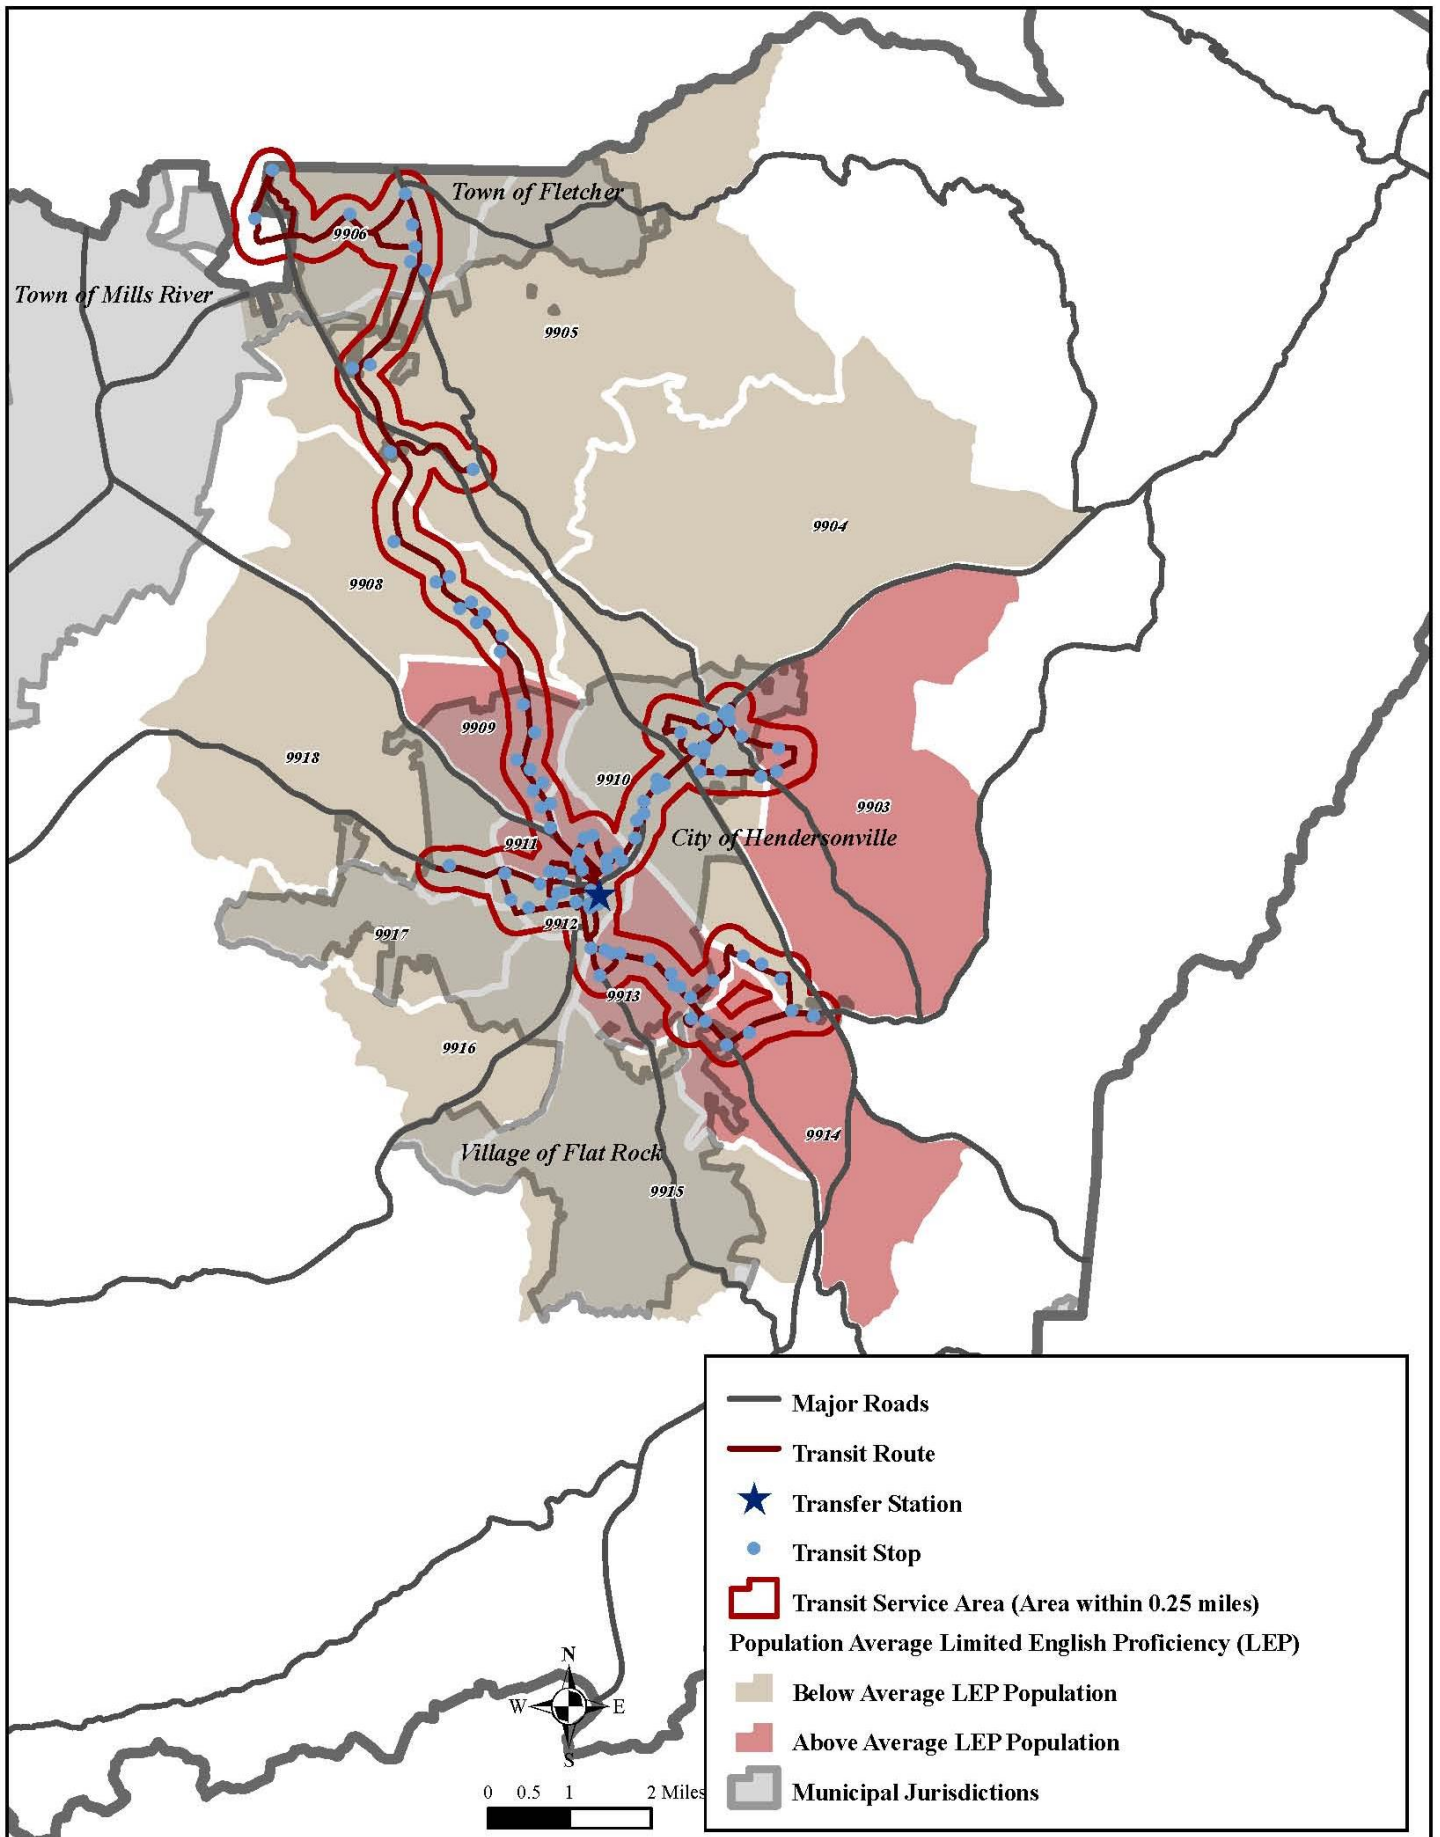 Town of Fletcher
9906
Town of Mills River
9905
9904
9908
9909
9918
9910
9903
City of Hendersonville
9911
9912
9917
9913
9916
9914
Village of Flat Rock
9915
Major Roads
Transit Route
Transfer Station
Transit Stop
Transit Service Area (Area within 0.25 miles)
Population Average Limited English Proficiency (LEP)
Below Average LEP Population
Above Average LEP Population
Municipal Jurisdictions
N
W E
S
0 0.5 1 2 Miles